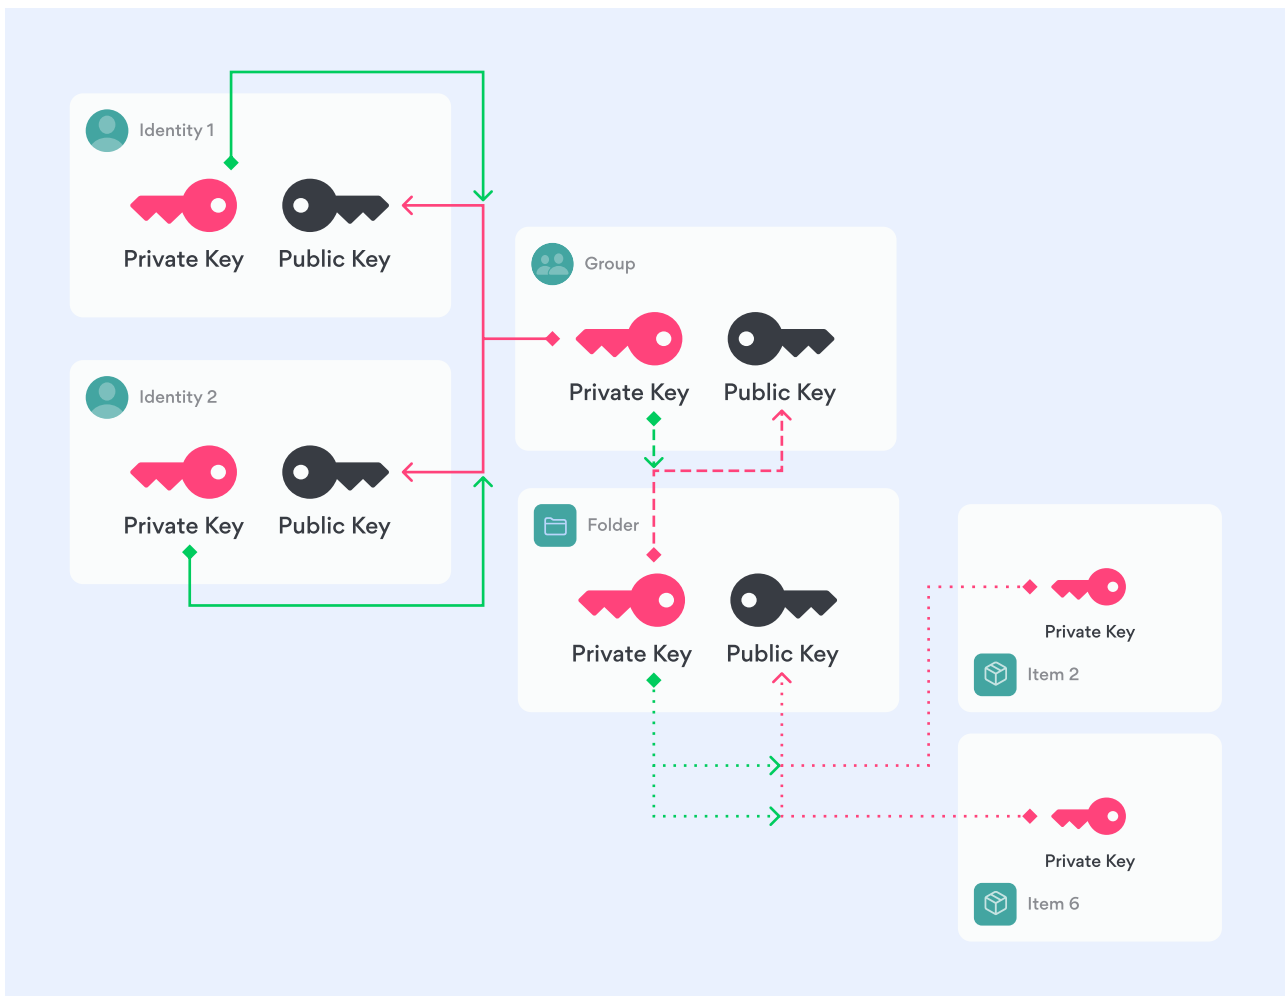 Identity 1
Private Key
Public Key
Group
Private Key
Public Key
Identity 2
Private Key
Public Key
Folder
Private Key
Public Key
Private Key
Item 2
Private Key
Item 6